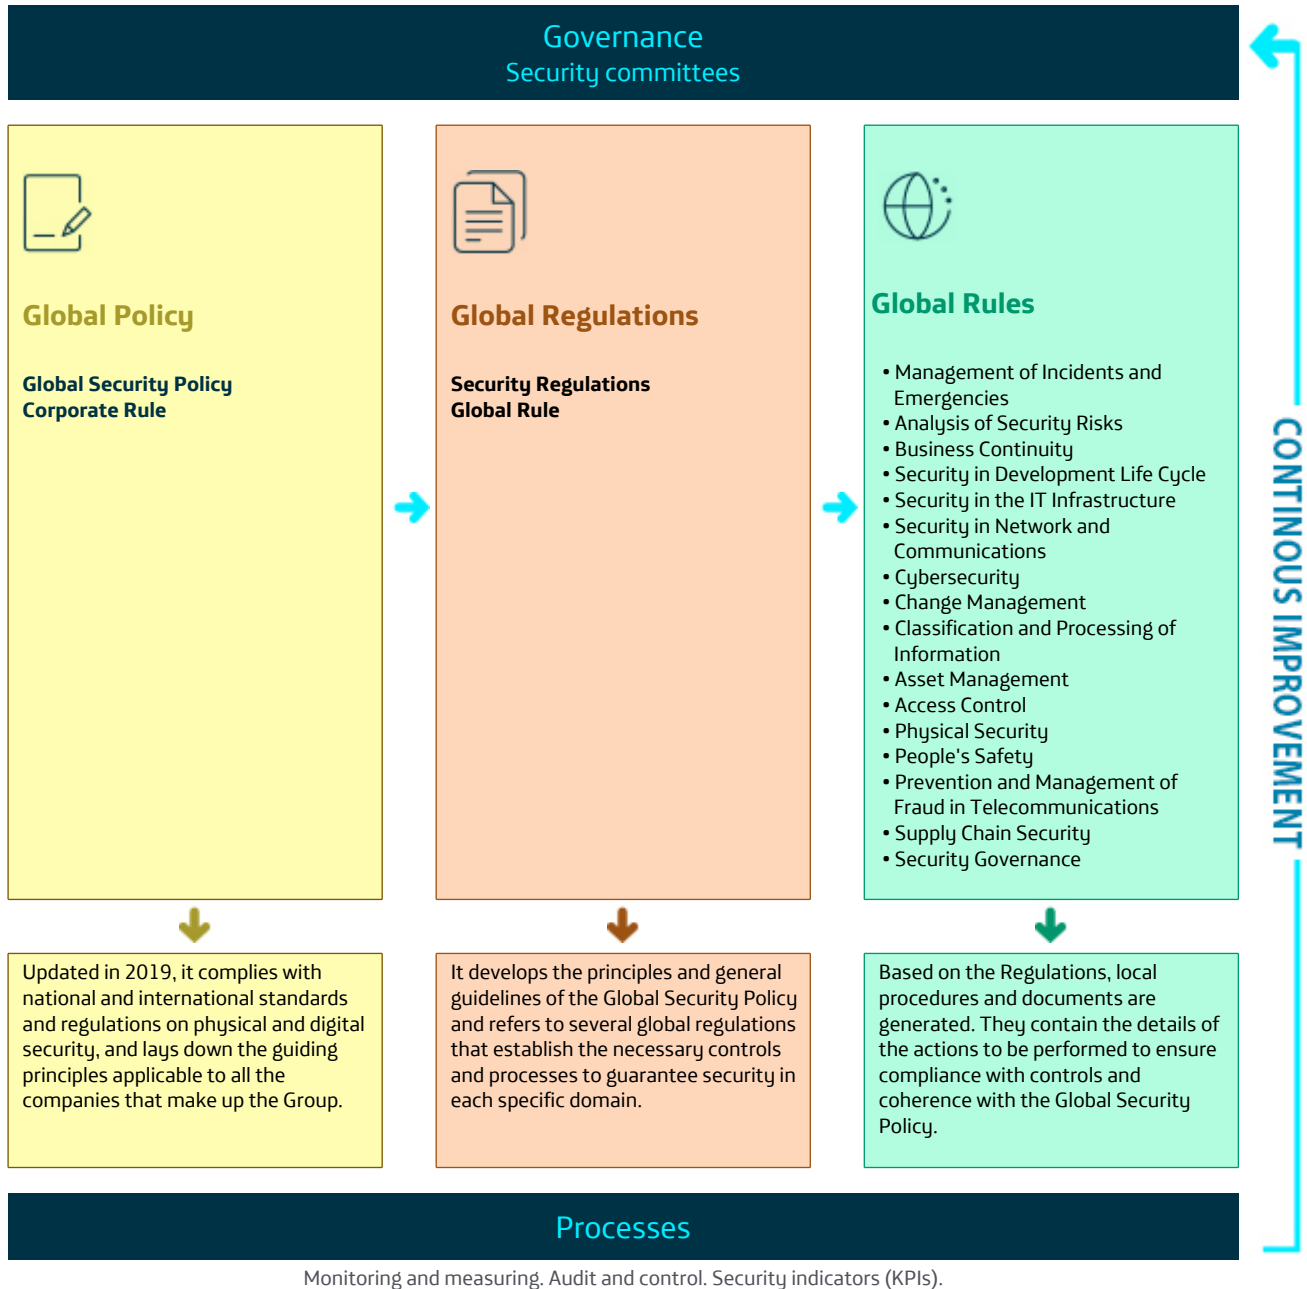 Governance
Security committees
Global Policy
Global Security Policy
Corporate Rule
Global Regulations
Security Regulations
Global Rule
Global Rules
• Management of Incidents and
Emergencies
• Analysis of Security Risks
• Business Continuity
• Security in Development Life Cycle
• Security in the IT Infrastructure
• Security in Network and
Communications
• Cybersecurity
• Change Management
• Classification and Processing of
Information
• Asset Management
• Access Control
• Physical Security
• People's Safety
• Prevention and Management of
Fraud in Telecommunications
• Supply Chain Security
• Security Governance
Updated in 2019, it complies with
national and international standards
and regulations on physical and digital
security, and lays down the guiding
principles applicable to all the
companies that make up the Group.
It develops the principles and general
guidelines of the Global Security Policy
and refers to several global regulations
that establish the necessary controls
and processes to guarantee security in
each specific domain.
Based on the Regulations, local
procedures and documents are
generated. They contain the details of
the actions to be performed to ensure
compliance with controls and
coherence with the Global Security
Policy.
CONTINOUS IMPROVEMENT
Processes
Monitoring and measuring. Audit and control. Security indicators (KPIs).